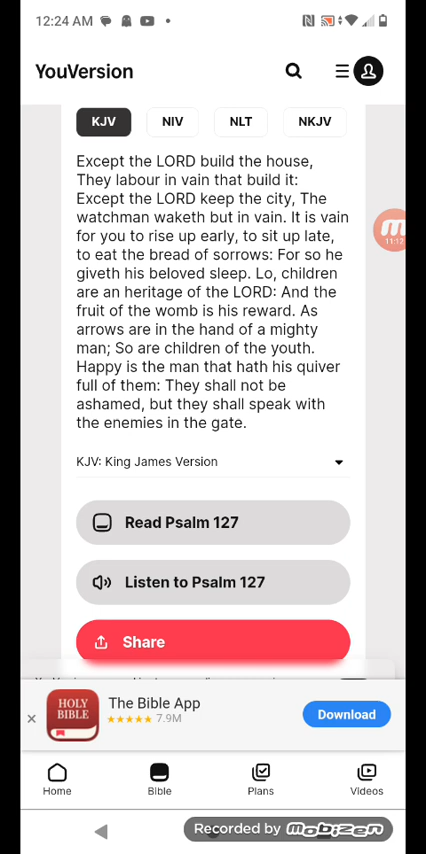 12:24 AM
YouVersion
KJV NIV NLT NKJV
Except the LORD build the house,
They labour in vain that build it:
Except the LORD keep the city, The
watchman waketh but in vain. It is vain
for you to rise up early, to sit up late,
to eat the bread of sorrows: For so he
giveth his beloved sleep. Lo, children
are an heritage of the LORD: And the
fruit of the womb is his reward. As
arrows are in the hand of a mighty
man; So are children of the youth.
Happy is the man that hath his quiver
full of them: They shall not be
ashamed, but they shall speak with
the enemies in the gate.
11:12
KJV: King James Version
Read Psalm 127
Listen to Psalm 127
Share
HOLY
BIBLE
The Bible App
★★★★★ 7.9M
Download
Home Bible Plans Videos
Recorded by mobizen